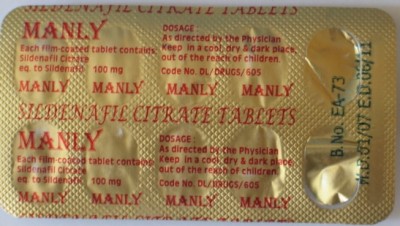 SILDENAFIL CITRATE TABLETS
MANLY
Each film-coated tablet contains:
Sildenafil Citrate
eq. to Sildenafil 100 mg
DOSAGE :
As directed by the Physician
Keep in a cool, dry & dark place,
out of the reach of children.
Code No. DL/DRUGS/605
MANLY MANLY MANLY MANLY
SILDENAFIL CITRATE TABLETS
MANLY
Each film-coated tablet contains:
Sildenafil Citrate
eq. to Sildenafil 100 mg
DOSAGE :
As directed by the Physician
Keep in a cool, dry & dark place,
out of the reach of children.
Code No. DL/DRUGS/605
MANLY MANLY MANLY MANLY
SILDENAFIL CITRATE TABLETS
B.No. EA-73